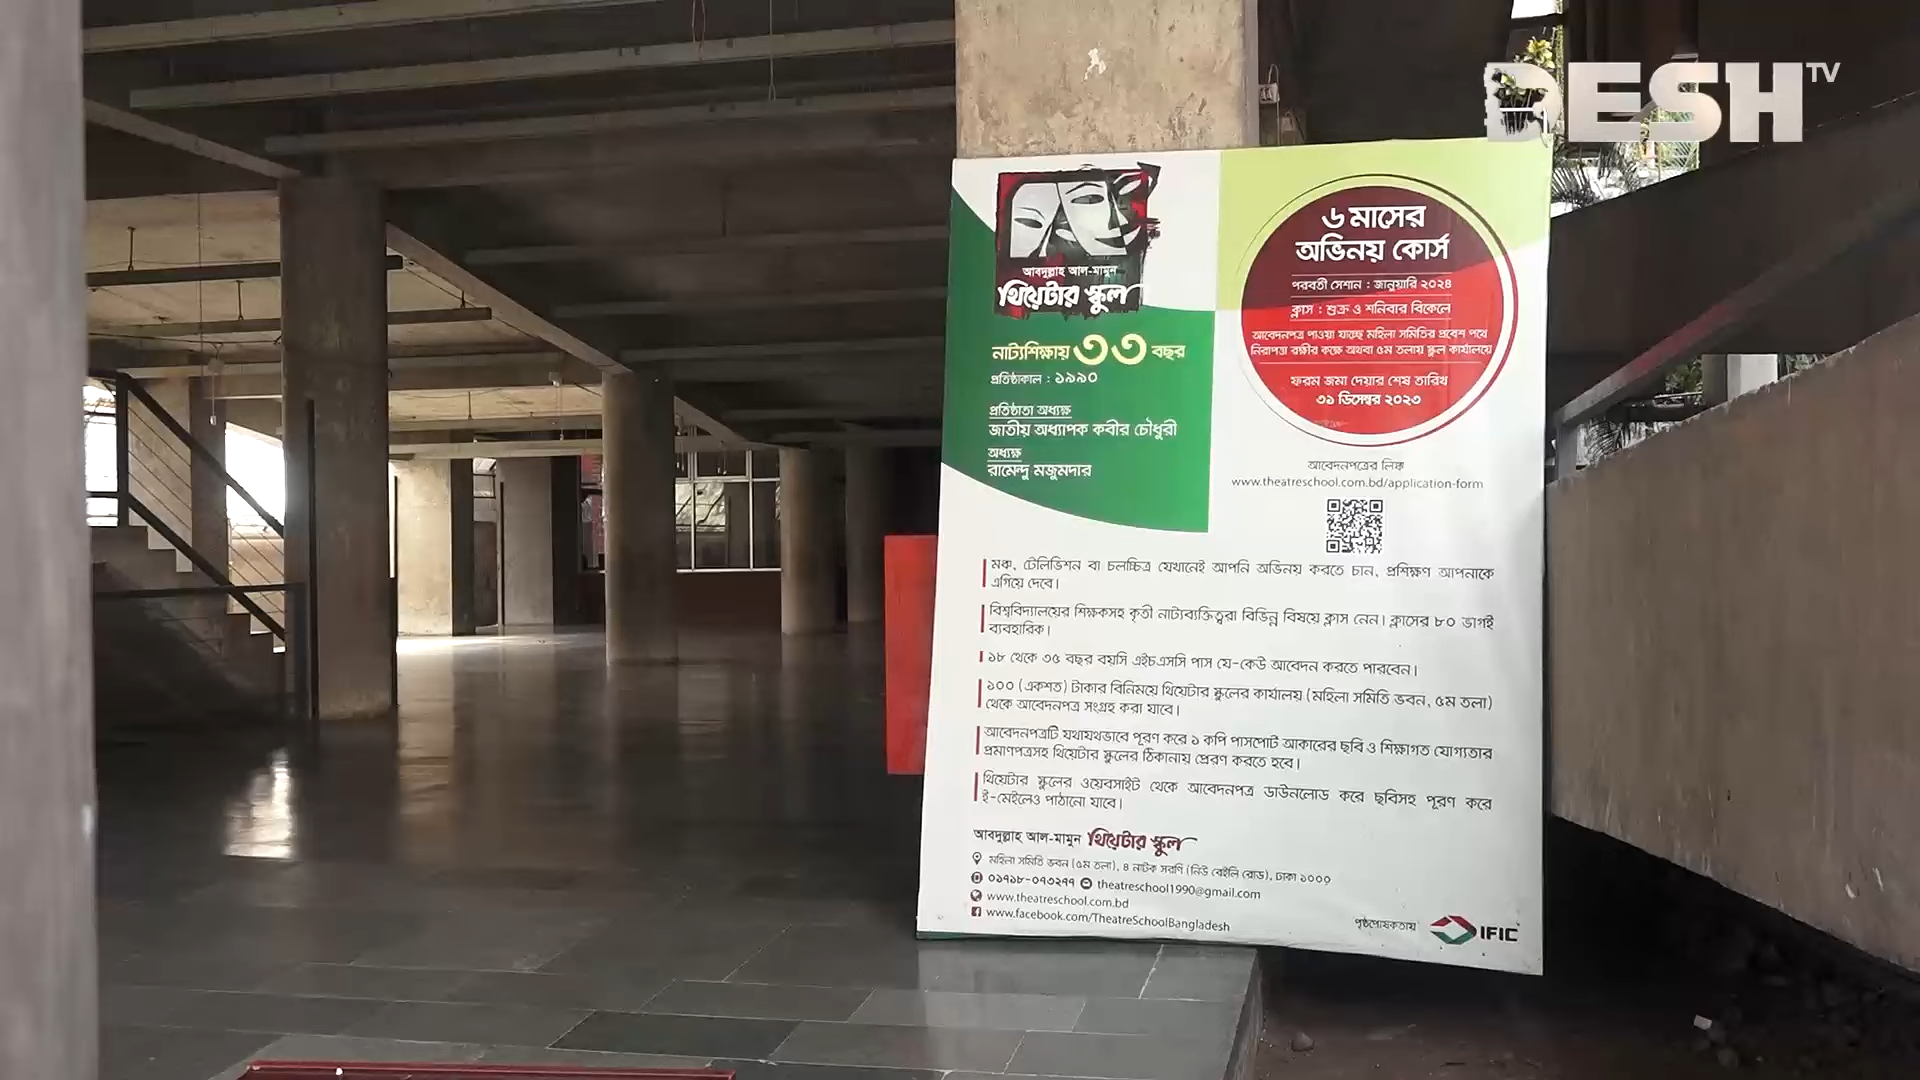 DESH TV
আবদুল্লাহ আল-মামুন
থিয়েটার স্কুল
নাট্যশিক্ষায় ৩৩ বছর
প্রতিষ্ঠাকাল : ১৯৯০
প্রতিষ্ঠাতা অধ্যক্ষ
জাতীয় অধ্যাপক কবীর চৌধুরী
অধ্যক্ষ
রামেন্দু মজুমদার
৬ মাসের
অভিনয় কোর্স
পরবর্তী সেশান : জানুয়ারি ২০২৪
ক্লাস : শুক্র ও শনিবার বিকেলে
আবেদনপত্র পাওয়া যাচ্ছে মহিলা সমিতির প্রবেশ পথে
নিরাপত্তা রক্ষীর কক্ষে অথবা ৫ম তলায় স্কুল কার্যালয়ে
ফরম জমা দেয়ার শেষ তারিখ
৩১ ডিসেম্বর ২০২৩
আবেদনপত্রের লিঙ্ক
www.theatreschool.com.bd/application-form
মঞ্চ, টেলিভিশন বা চলচ্চিত্র যেখানেই আপনি অভিনয় করতে চান, প্রশিক্ষণ আপনাকে
এগিয়ে দেবে।
বিশ্ববিদ্যালয়ের শিক্ষকসহ কৃতী নাট্যব্যক্তিত্বরা বিভিন্ন বিষয়ে ক্লাস নেন। ক্লাসের ৮০ ভাগই
ব্যবহারিক।
১৮ থেকে ৩৫ বছর বয়সি এইচএসসি পাস যে-কেউ আবেদন করতে পারবেন।
১০০ (একশত) টাকার বিনিময়ে থিয়েটার স্কুলের কার্যালয় (মহিলা সমিতি ভবন, ৫ম তলা)
থেকে আবেদনপত্র সংগ্রহ করা যাবে।
আবেদনপত্রটি যথাযথভাবে পূরণ করে ১ কপি পাসপোর্ট আকারের ছবি ও শিক্ষাগত যোগ্যতার
প্রমাণপত্রসহ থিয়েটার স্কুলের ঠিকানায় প্রেরণ করতে হবে।
থিয়েটার স্কুলের ওয়েবসাইট থেকে আবেদনপত্র ডাউনলোড করে ছবিসহ পূরণ করে
ই-মেইলেও পাঠানো যাবে।
আবদুল্লাহ আল-মামুন থিয়েটার স্কুল
মহিলা সমিতি ভবন (৫ম তলা), ৪ নাটক সরণি (নিউ বেইলি রোড), ঢাকা ১০০০
০১৭১৮-০৭৩২৭৭ theatreschool1990@gmail.com
www.theatreschool.com.bd
www.facebook.com/TheatreSchoolBangladesh
পৃষ্ঠপোষকতায় IFIC